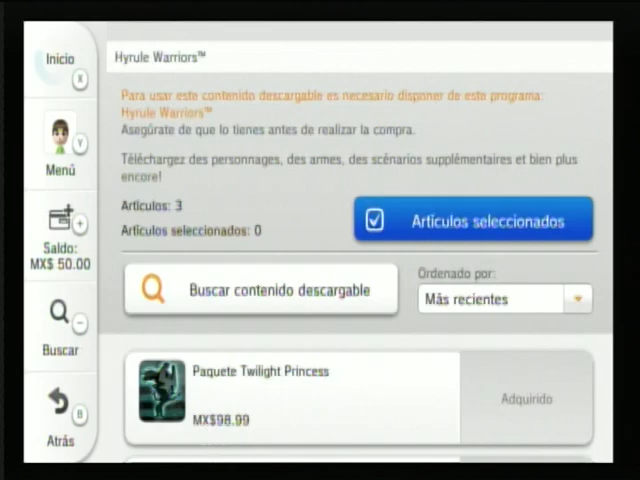 Inicio
X
Y
Menú
+
Saldo:
MX$ 50.00
−
Buscar
B
Atrás
Hyrule Warriors™
Para usar este contenido descargable es necesario disponer de este programa:
Hyrule Warriors™
Asegúrate de que lo tienes antes de realizar la compra.
Téléchargez des personnages, des armes, des scénarios supplémentaires et bien plus
encore!
Artículos: 3
Artículos seleccionados: 0
Artículos seleccionados
Buscar contenido descargable
Ordenado por:
Más recientes
Paquete Twilight Princess
MX$98.99
Adquirido